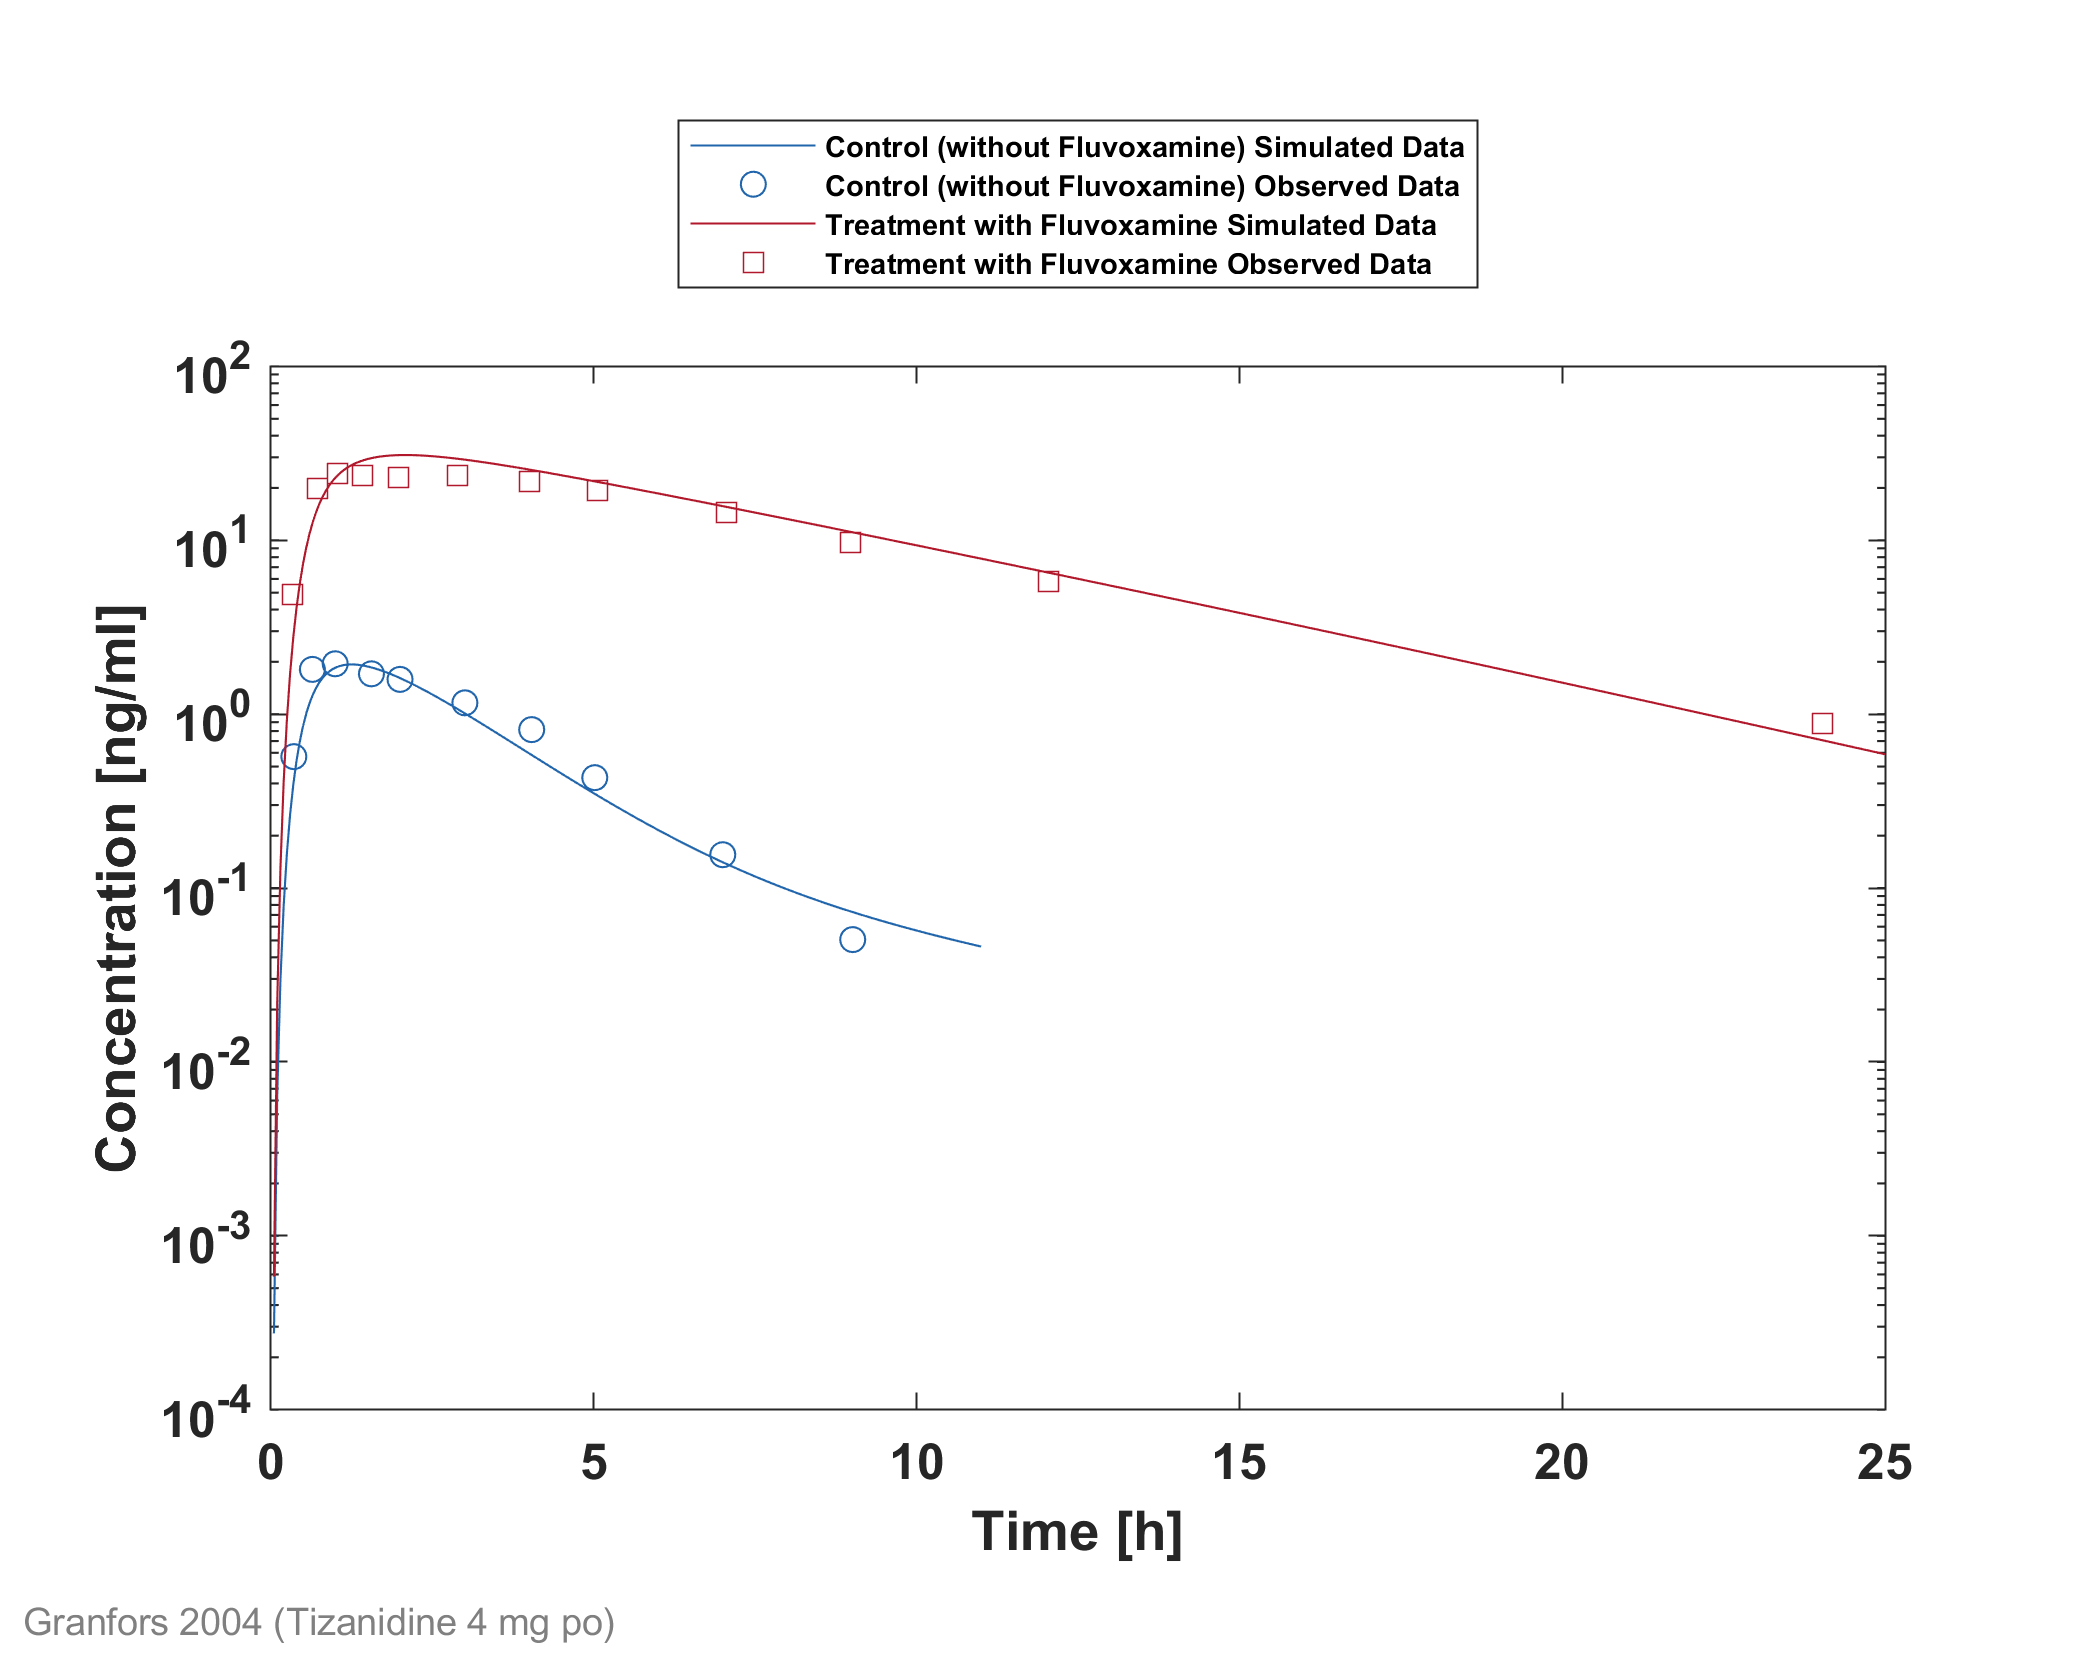 Control (without Fluvoxamine) Simulated Data
Control (without Fluvoxamine) Observed Data
Treatment with Fluvoxamine Simulated Data
Treatment with Fluvoxamine Observed Data
10^2
10^1
10^0
10^-1
10^-2
10^-3
10^-4
Concentration [ng/ml]
0 5 10 15 20 25
Time [h]
Granfors 2004 (Tizanidine 4 mg po)